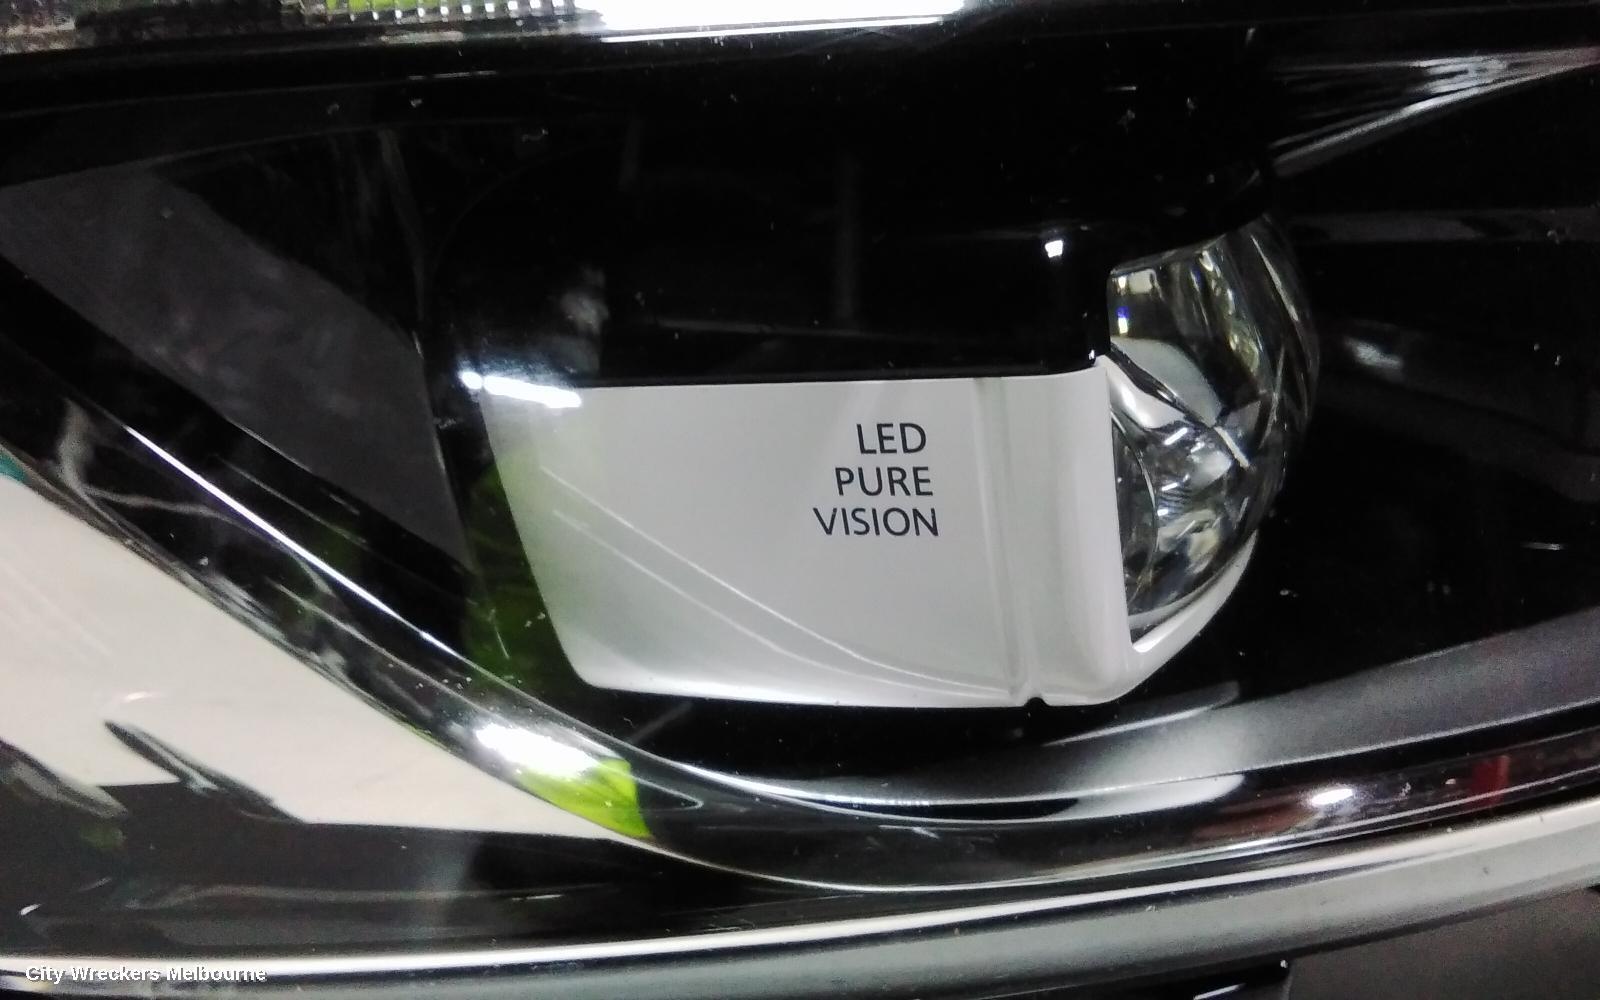 LED
PURE
VISION
City Wreckers Melbourne